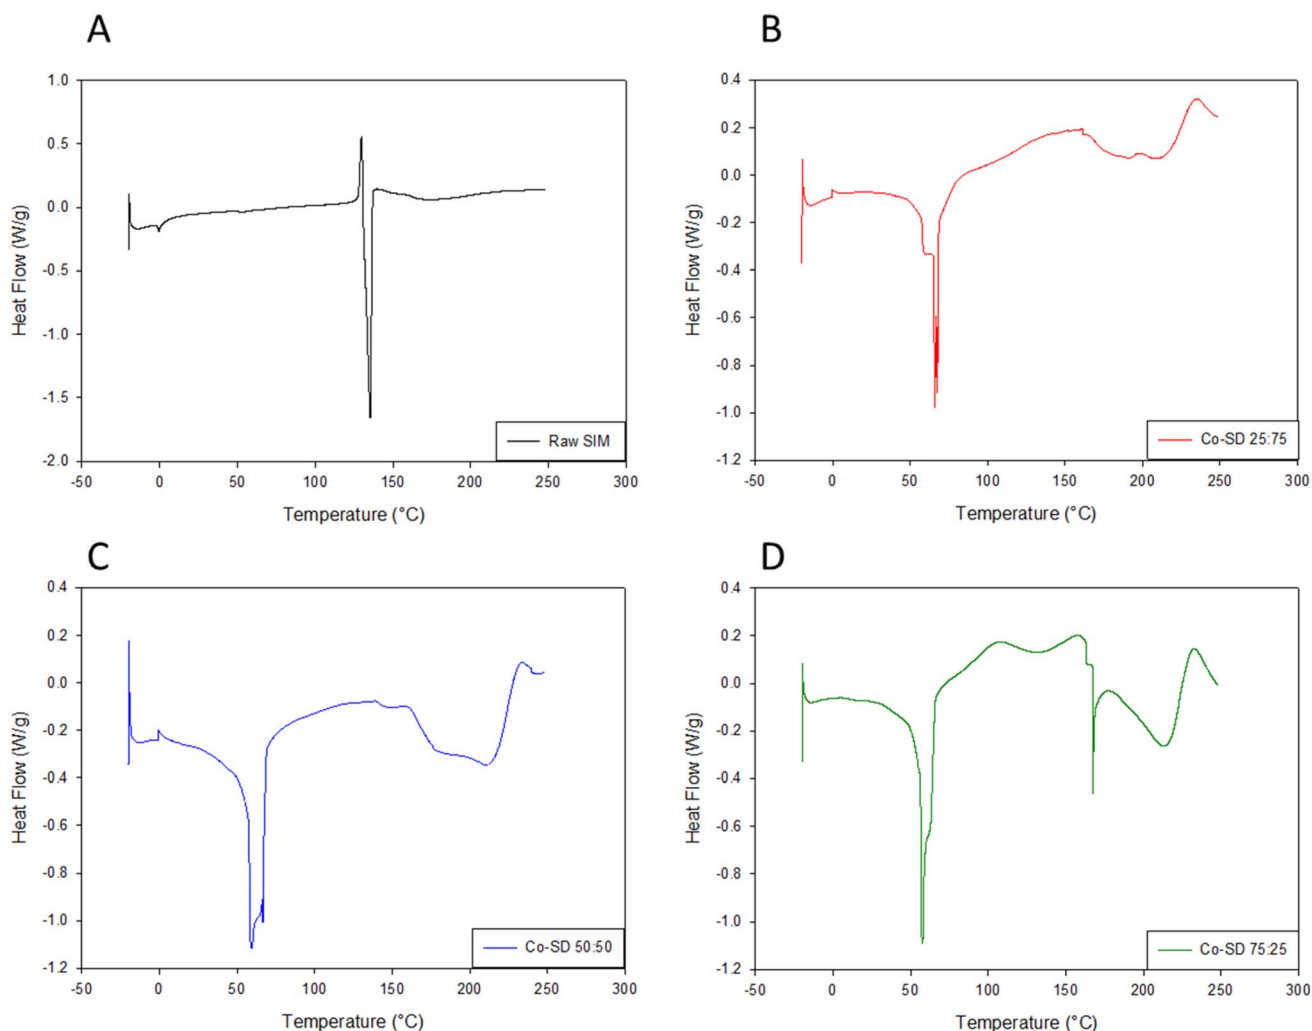 A
1.0
0.5
0.0
-0.5
-1.0
-1.5
-2.0
Heat Flow (W/g)
-50 0 50 100 150 200 250 300
Temperature (°C)
Raw SIM
B
0.4
0.2
0.0
-0.2
-0.4
-0.6
-0.8
-1.0
-1.2
Heat Flow (W/g)
-50 0 50 100 150 200 250 300
Temperature (°C)
Co-SD 25:75
C
0.4
0.2
0.0
-0.2
-0.4
-0.6
-0.8
-1.0
-1.2
Heat Flow (W/g)
-50 0 50 100 150 200 250 300
Temperature (°C)
Co-SD 50:50
D
0.4
0.2
0.0
-0.2
-0.4
-0.6
-0.8
-1.0
-1.2
Heat Flow (W/g)
-50 0 50 100 150 200 250 300
Temperature (°C)
Co-SD 75:25